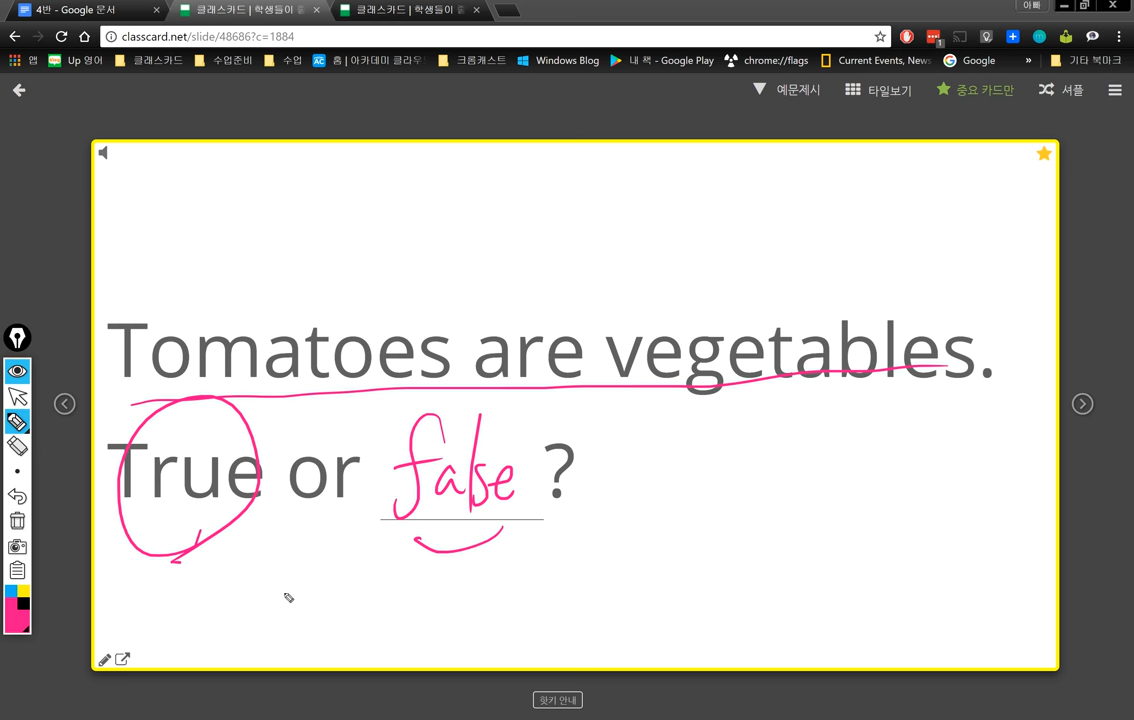 4반 - Google 문서
클래스카드 | 학생들이 줄
클래스카드 | 학생들이 줄
아빠
classcard.net/slide/48686?c=1884
앱 Up 영어 클래스카드 수업준비 수업 홈 | 아카데미 클라우 크롬캐스트 Windows Blog 내 책 - Google Play chrome://flags Current Events, News Google » 기타 북마크
예문제시 타일보기 중요 카드만 셔플
Tomatoes are vegetables.
True or false ?
핫키 안내